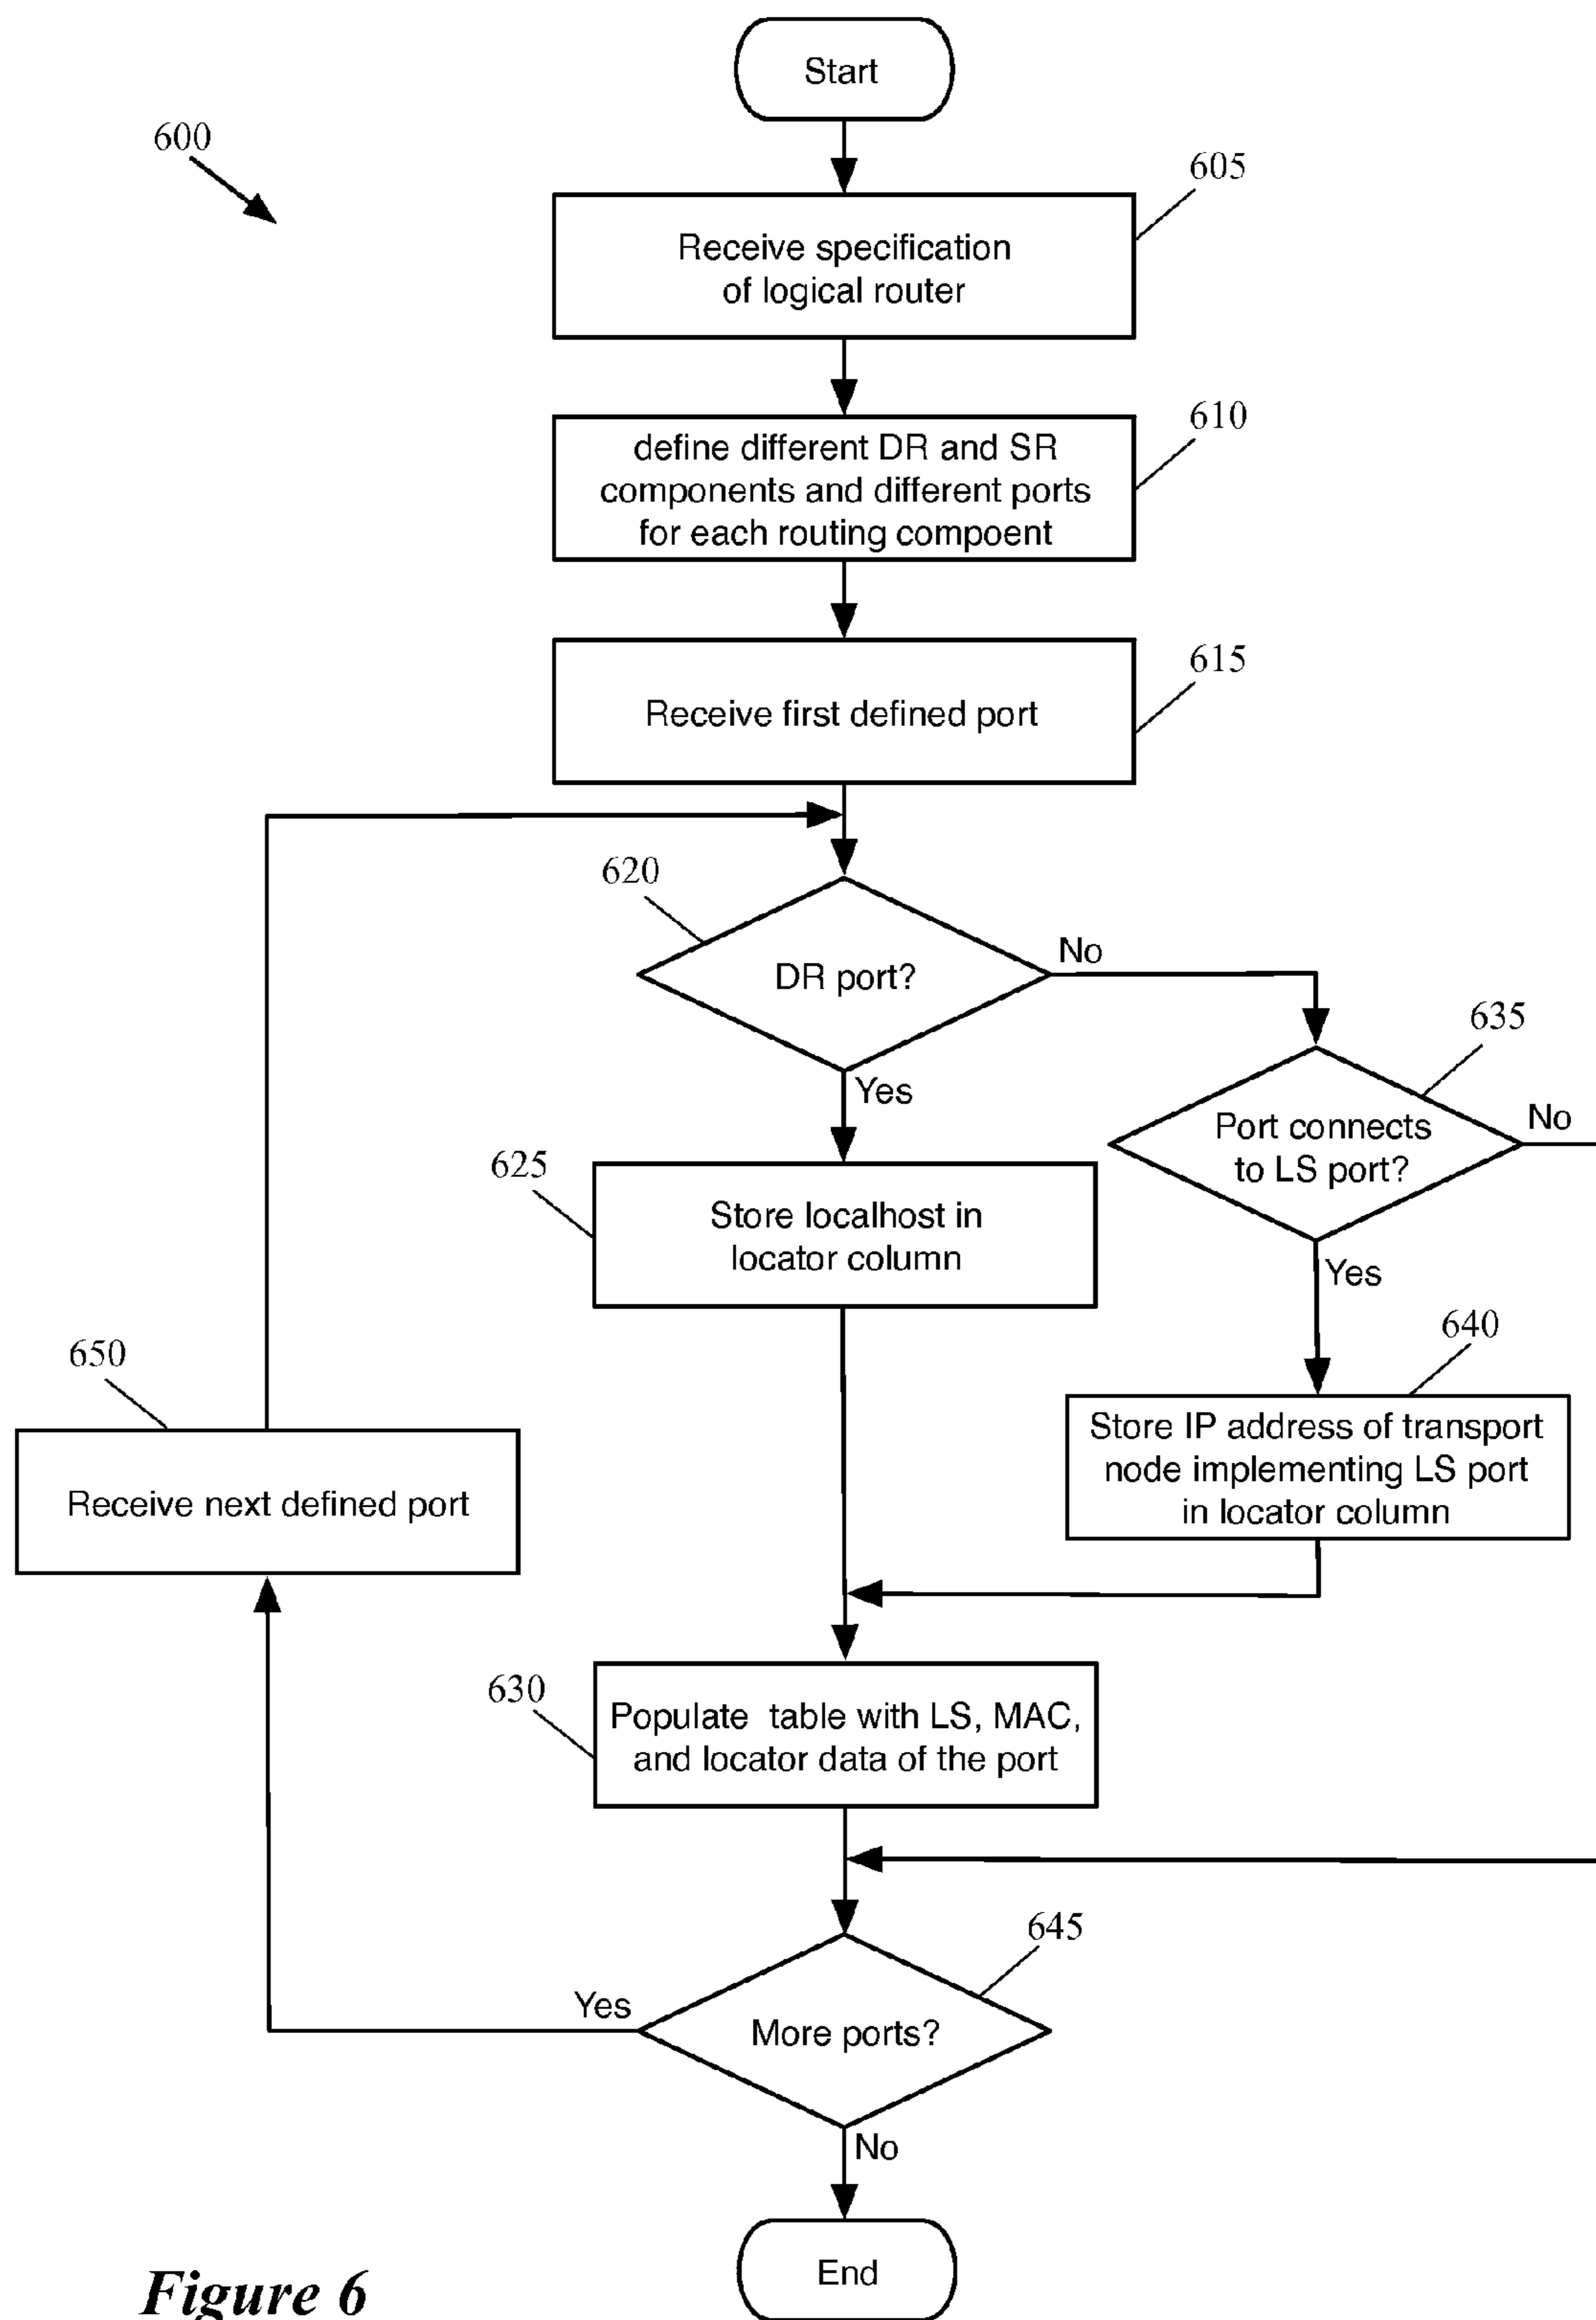 Start
600
605
Receive specification
of logical router
610
define different DR and SR
components and different ports
for each routing compoent
615
Receive first defined port
620
DR port?
No
Yes
635
Port connects
to LS port?
No
Yes
625
Store localhost in
locator column
640
Store IP address of transport
node implementing LS port
in locator column
650
Receive next defined port
630
Populate table with LS, MAC,
and locator data of the port
645
More ports?
Yes
No
End
Figure 6